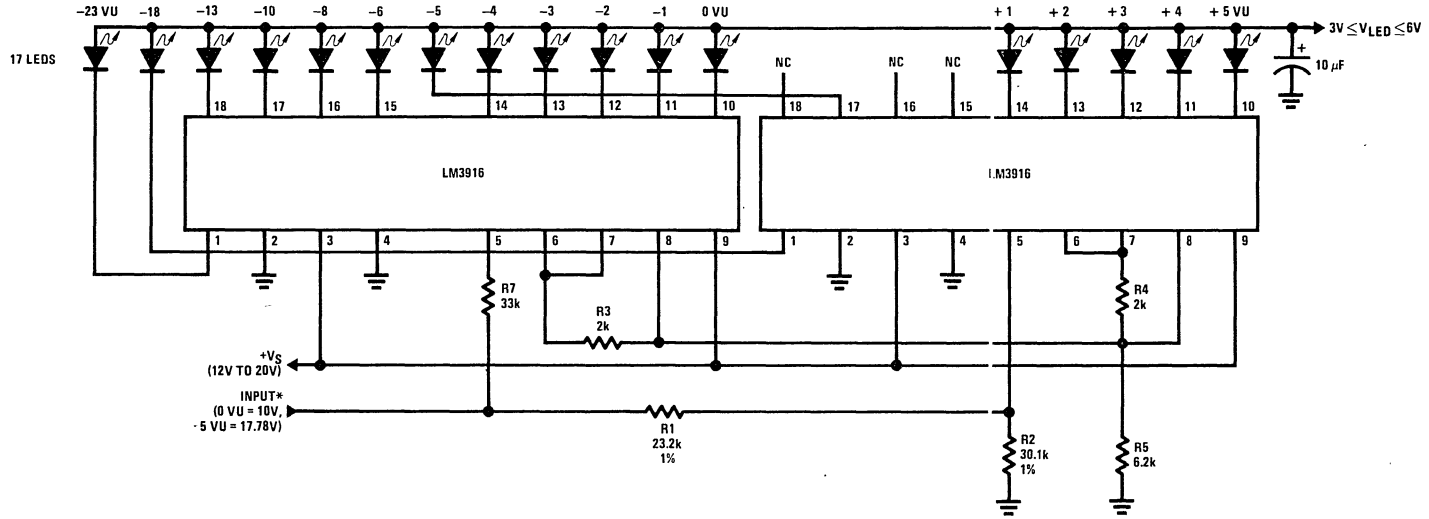 −23 VU −18 −13 −10 −8 −6 −5 −4 −3 −2 −1 0 VU + 1 + 2 + 3 + 4 + 5 VU
3V ≤ VLED ≤ 6V
17 LEDS
NC NC NC
+
10 μF
18 17 16 15 14 13 12 11 10
18 17 16 15 14 13 12 11 10
LM3916
I.M3916
1 2 3 4 5 6 7 8 9
1 2 3 4 5 6 7 8 9
R7
33k
R3
2k
R4
2k
+VS
(12V TO 20V)
INPUT*
(0 VU = 10V,
- 5 VU = 17.78V)
R1
23.2k
1%
R2
30.1k
1%
R5
6.2k